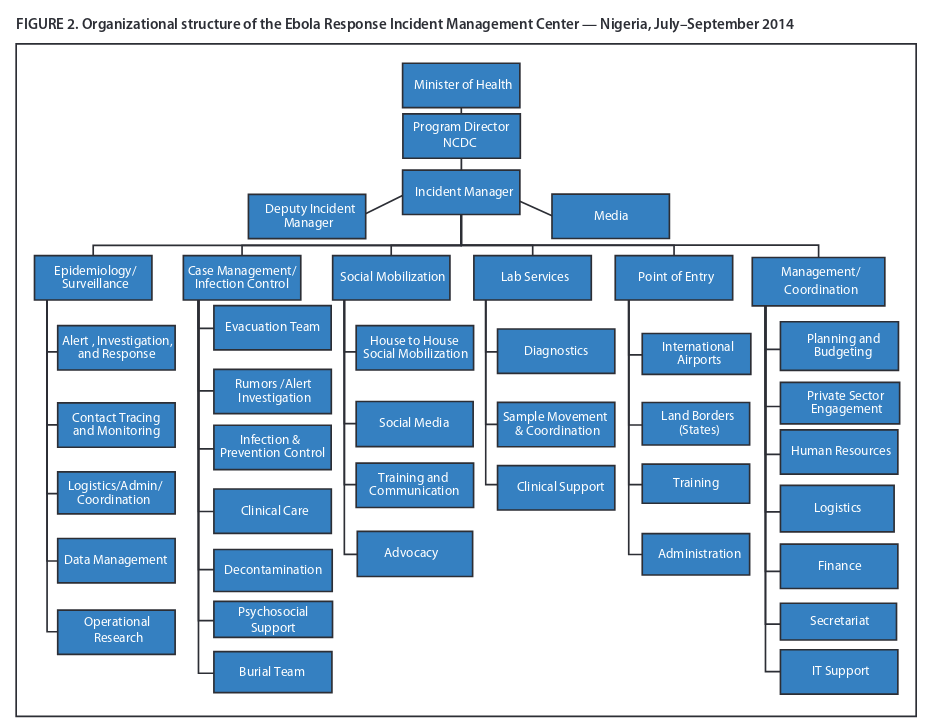 FIGURE 2. Organizational structure of the Ebola Response Incident Management Center — Nigeria, July–September 2014
Minister of Health
Program Director
NCDC
Incident Manager
Deputy Incident
Manager
Media
Epidemiology/
Surveillance
Alert , Investigation,
and Response
Contact Tracing
and Monitoring
Logistics/Admin/
Coordination
Data Management
Operational
Research
Case Management/
Infection Control
Evacuation Team
Rumors /Alert
Investigation
Infection &
Prevention Control
Clinical Care
Decontamination
Psychosocial
Support
Burial Team
Social Mobilization
House to House
Social Mobilization
Social Media
Training and
Communication
Advocacy
Lab Services
Diagnostics
Sample Movement
& Coordination
Clinical Support
Point of Entry
International
Airports
Land Borders
(States)
Training
Administration
Management/
Coordination
Planning and
Budgeting
Private Sector
Engagement
Human Resources
Logistics
Finance
Secretariat
IT Support